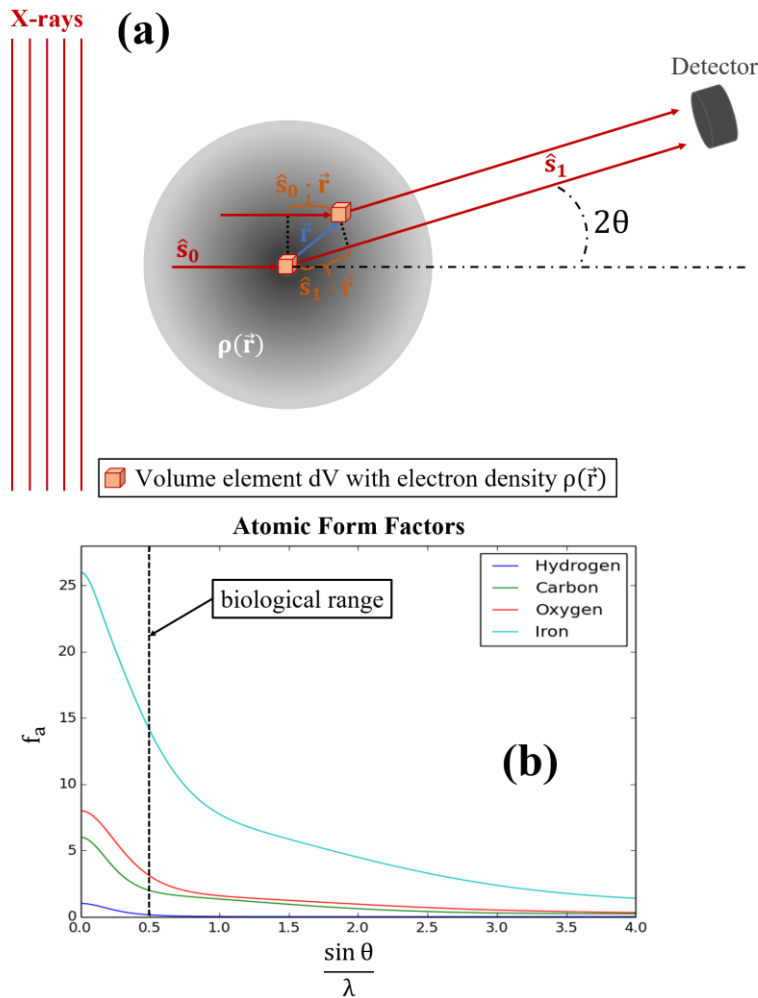 X-rays
(a)
Detector
ŝ₀ · r⃗
ŝ₁
r⃗
2θ
ŝ₀
ŝ₁ · r⃗
ρ(r⃗)
Volume element dV with electron density ρ(r⃗)
Atomic Form Factors
Hydrogen
Carbon
Oxygen
Iron
biological range
(b)
fₐ
25
20
15
10
5
0
0.0 0.5 1.0 1.5 2.0 2.5 3.0 3.5 4.0
sin θ
λ